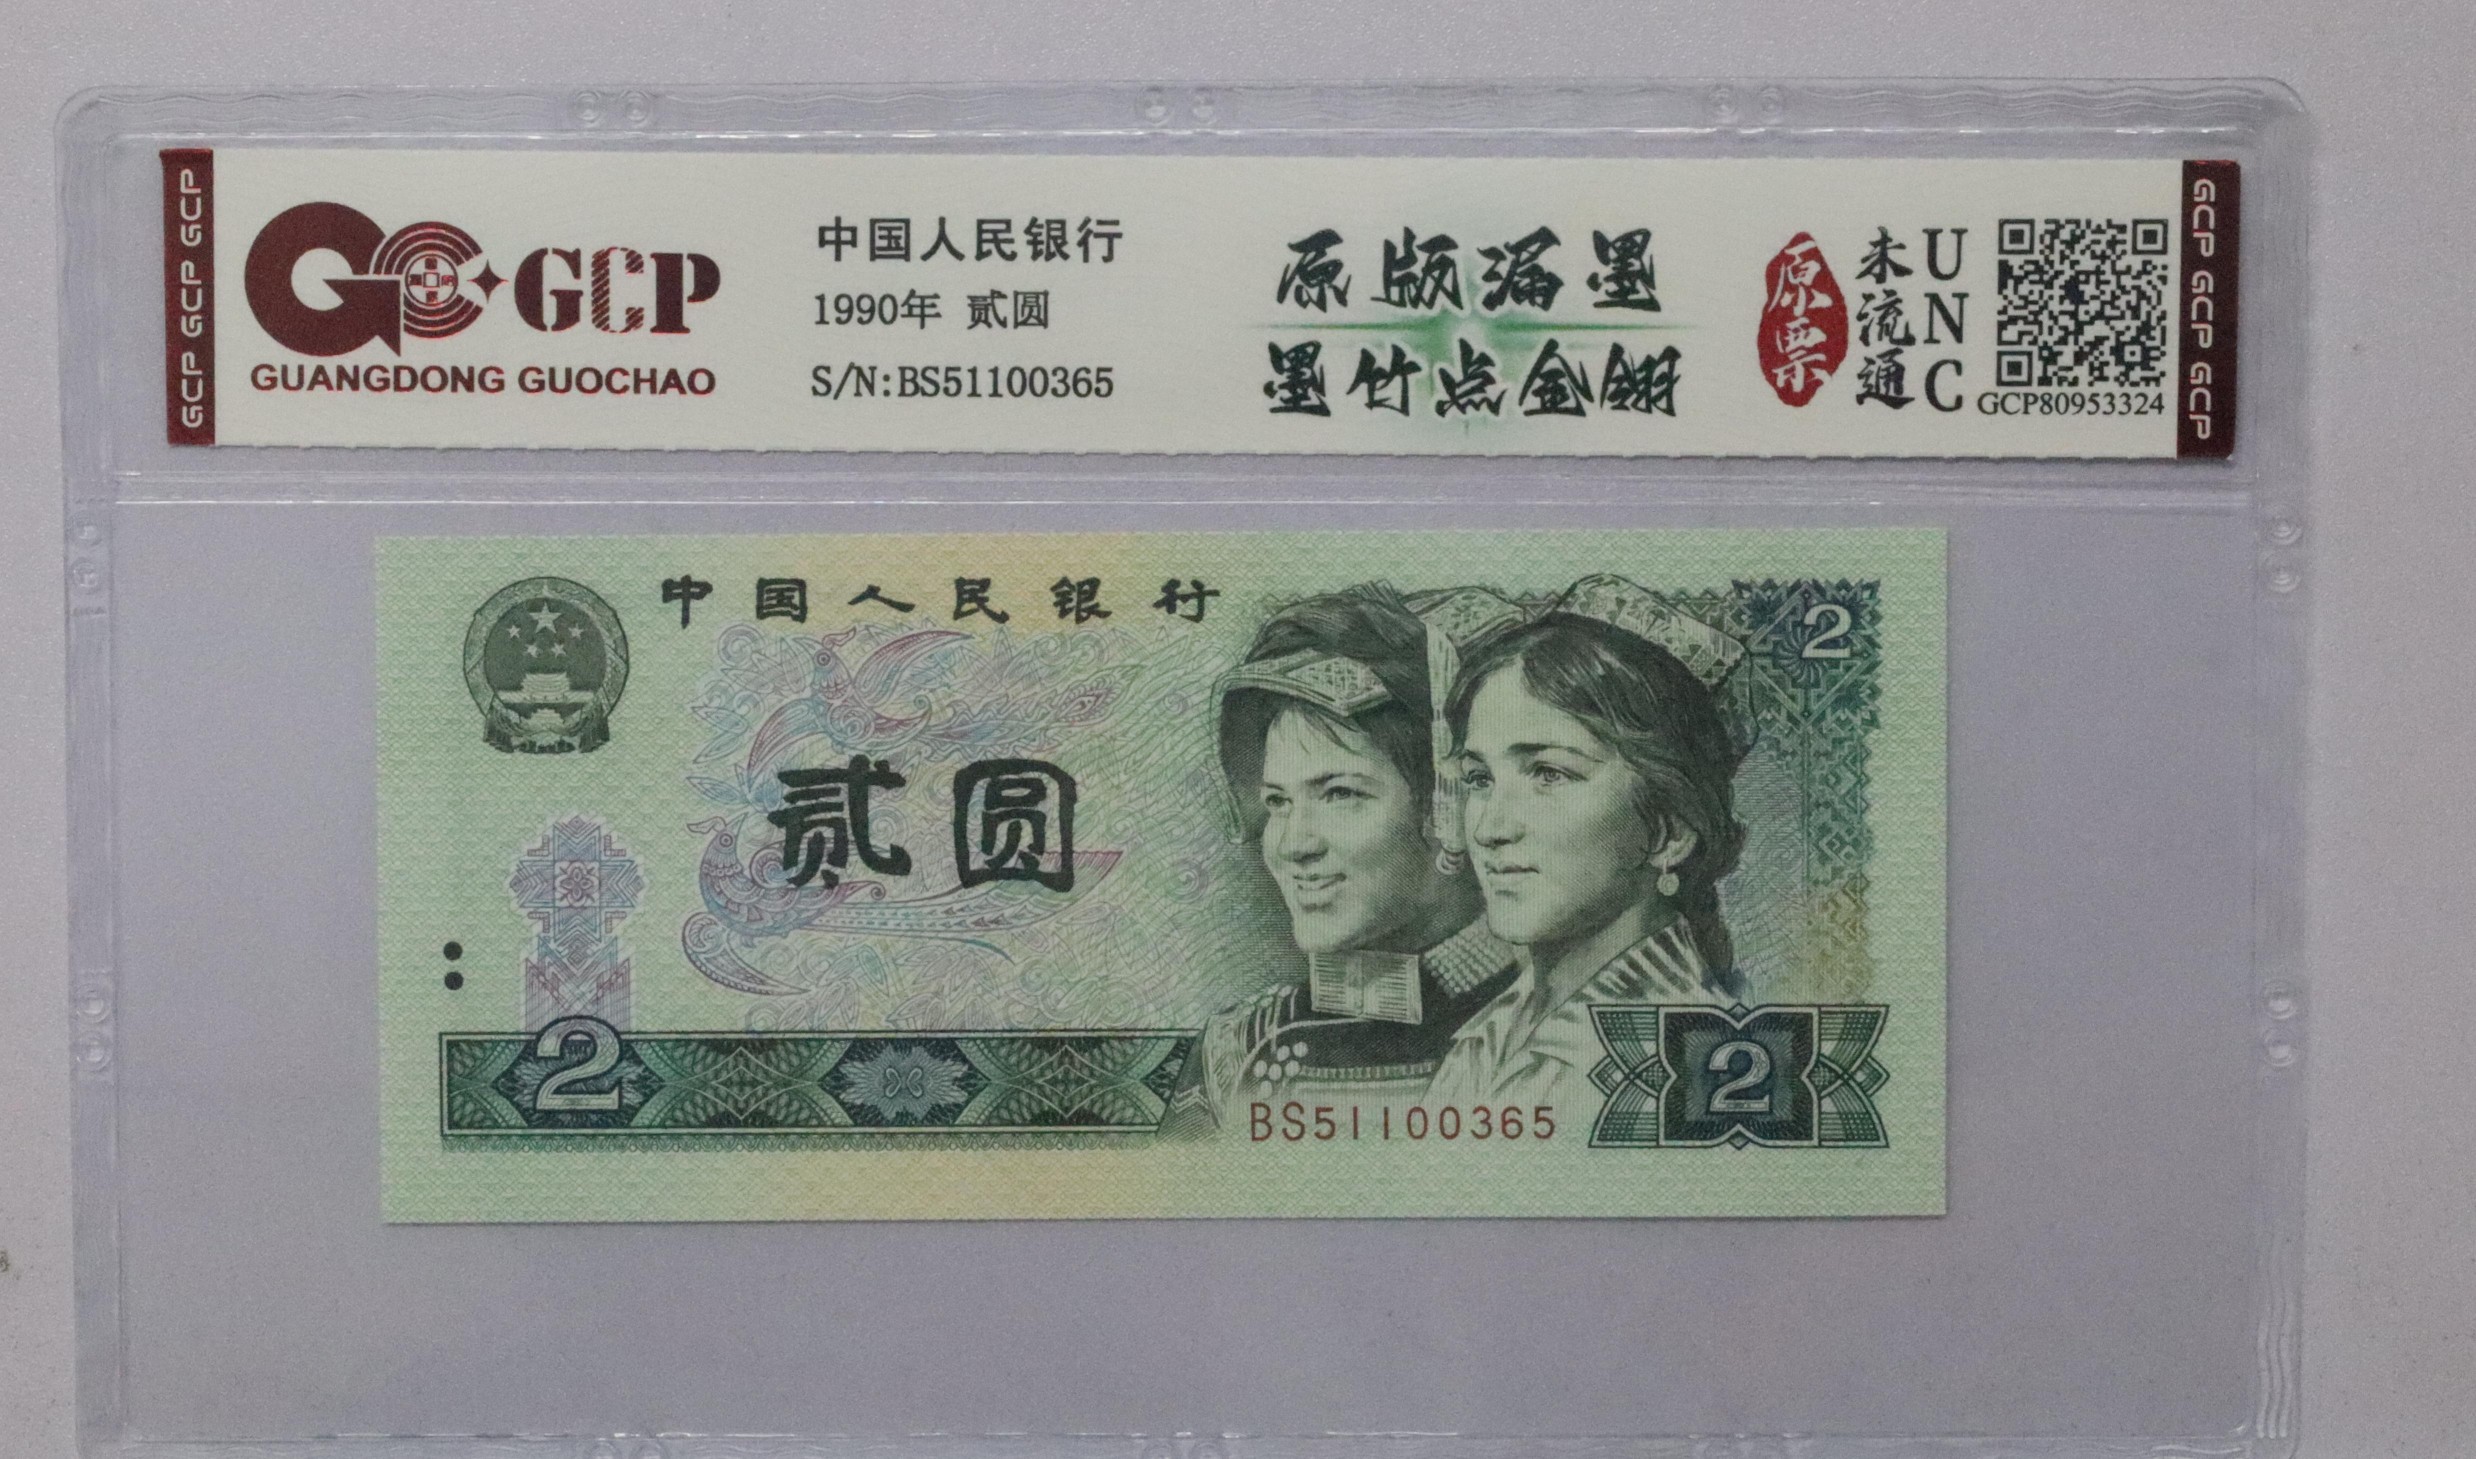 GCP GCP GCP
GCP
GUANGDONG GUOCHAO
中国人民银行
1990年 贰圆
S/N:BS51100365
原版漏墨
墨竹点金翎
原票
未流通
UNC
GCP80953324
GCP GCP GCP
中国人民银行
2
贰圆
2
BS51100365
2